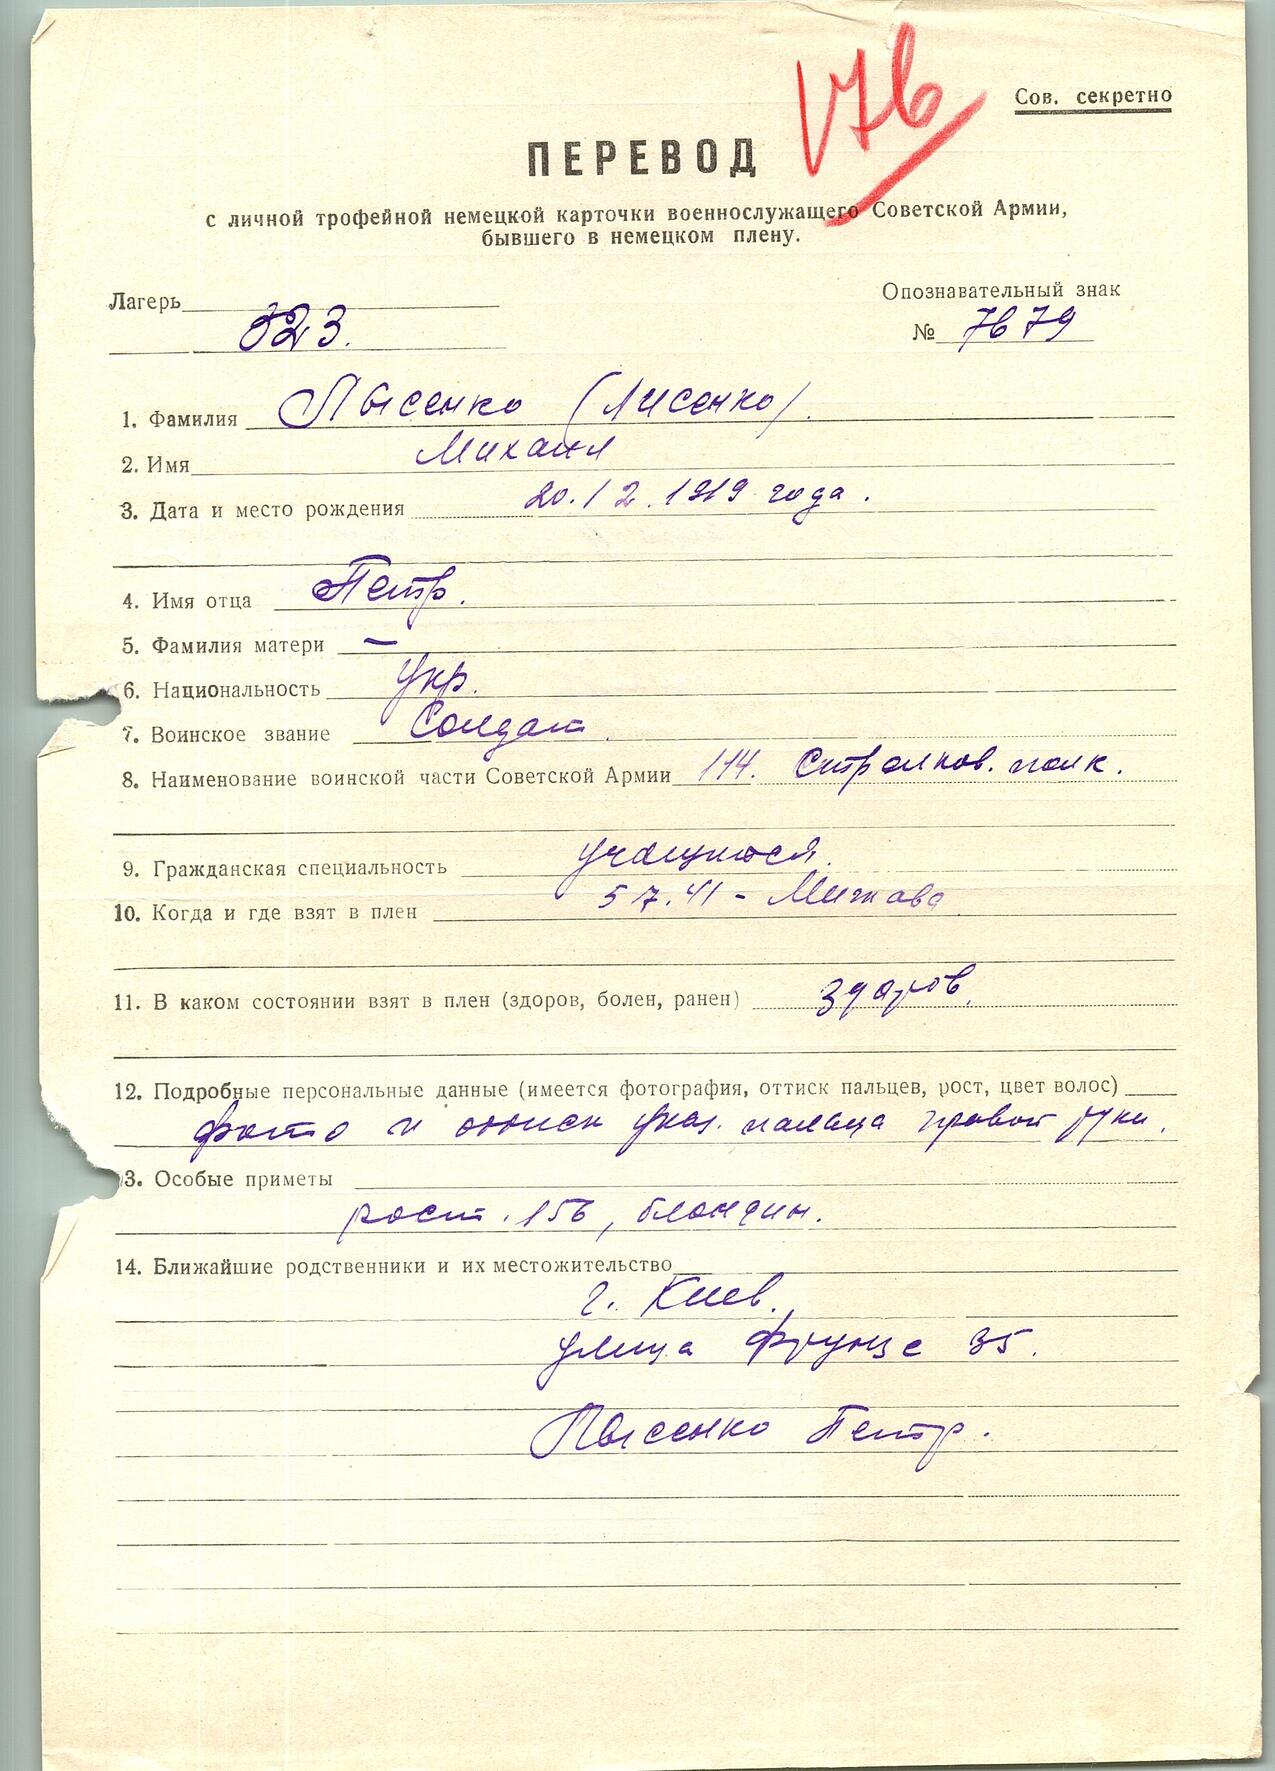 Сов. секретно
V7б
ПЕРЕВОД
с личной трофейной немецкой карточки военнослужащего Советской Армии,
бывшего в немецком плену.
Лагерь 323.
Опознавательный знак
№ 7679
1. Фамилия Лысенко (Лисенко).
2. Имя Михаил
3. Дата и место рождения 20.12.1919 года.
4. Имя отца Петр.
5. Фамилия матери —
6. Национальность Укр.
7. Воинское звание Солдат.
8. Наименование воинской части Советской Армии 114. Стрелков. полк.
9. Гражданская специальность учащийся.
10. Когда и где взят в плен 5 7.41 -
11. В каком состоянии взят в плен (здоров, болен, ранен) здоров.
12. Подробные персональные данные (имеется фотография, оттиск пальцев, рост, цвет волос)
фото и оттиск указ. пальца правой руки.
13. Особые приметы
рост. 156, блондин.
14. Ближайшие родственники и их местожительство
г. Киев.
улица Фрунзе 35.
Лысенко Петр.